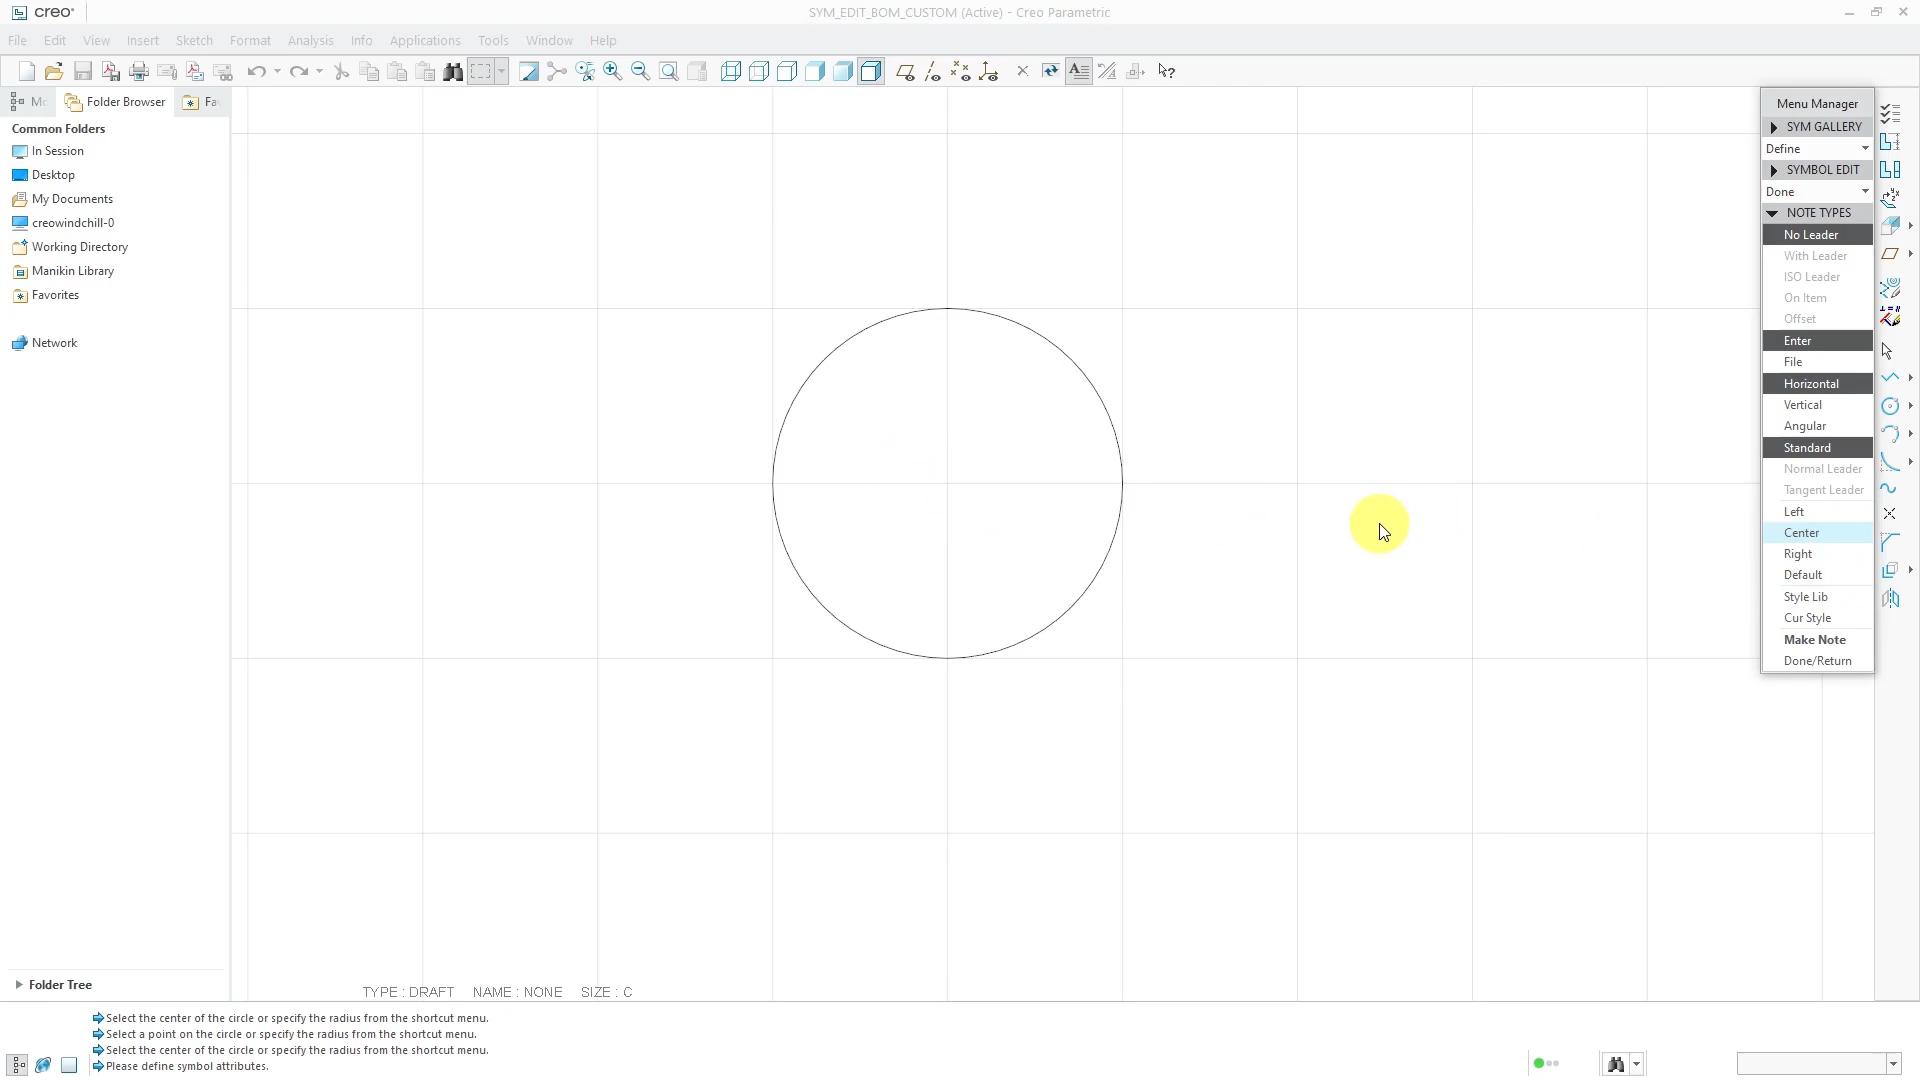 creo®
SYM_EDIT_BOM_CUSTOM (Active) - Creo Parametric
File Edit View Insert Sketch Format Analysis Info Applications Tools Window Help
Folder Browser
Common Folders
In Session
Desktop
My Documents
creowindchill-0
Working Directory
Manikin Library
Favorites
Network
Folder Tree
TYPE : DRAFT NAME : NONE SIZE : C
Menu Manager
SYM GALLERY
Define
SYMBOL EDIT
Done
NOTE TYPES
No Leader
With Leader
ISO Leader
On Item
Offset
Enter
File
Horizontal
Vertical
Angular
Standard
Normal Leader
Tangent Leader
Left
Center
Right
Default
Style Lib
Cur Style
Make Note
Done/Return
Select the center of the circle or specify the radius from the shortcut menu.
Select a point on the circle or specify the radius from the shortcut menu.
Select the center of the circle or specify the radius from the shortcut menu.
Please define symbol attributes.